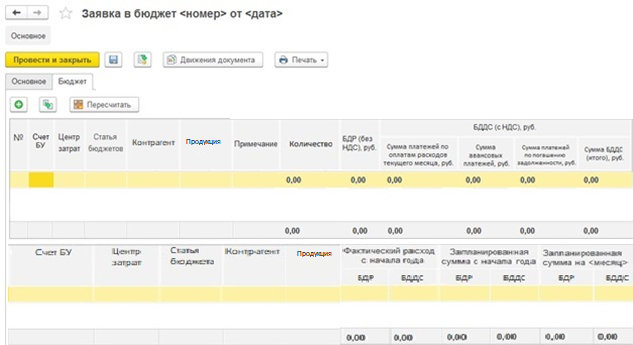 Заявка в бюджет <номер> от <дата>
Основное
Провести и закрыть Движения документа Печать
Основное Бюджет
Пересчитать
№ Счет БУ Центр затрат Статья бюджетов Контрагент Продукция Примечание Количество БДР (без НДС), руб. БДДС (с НДС), руб.
Сумма платежей по оплатам расходов текущего месяца, руб. Сумма авансовых платежей, руб. Сумма платежей по погашению задолженности, руб. Сумма БДДС (итого), руб.
0,00 0,00 0,00 0,00 0,00 0,00
0,00 0,00 0,00 0,00 0,00 0,00
Счет БУ Центр затрат Статья бюджета Контрагент Продукция Фактический расход с начала года Запланированная сумма с начала года Запланированная сумма на <месяц>
БДР БДДС БДР БДДС БДР БДДС
0,00 0,00 0,00 0,00 0,00 0,00